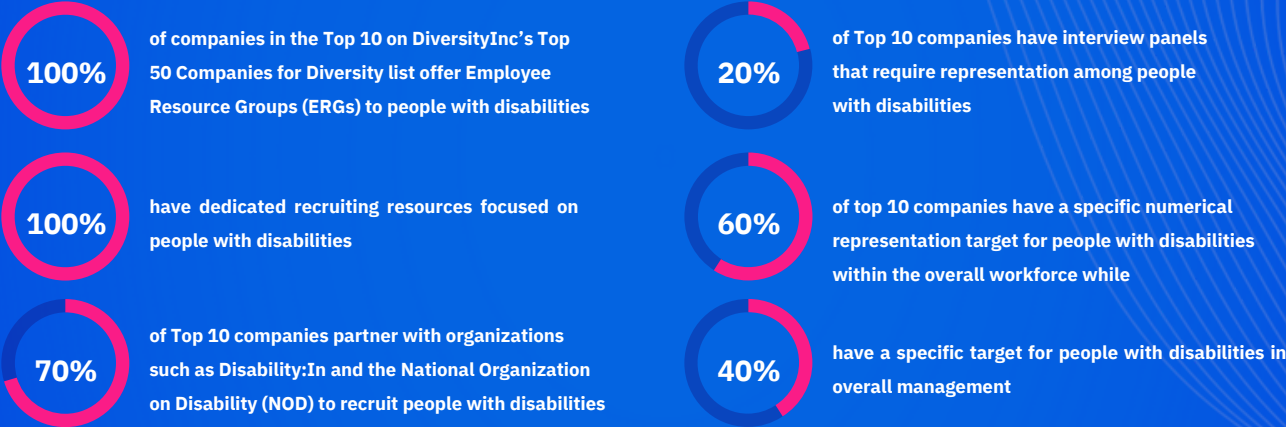 100%
of companies in the Top 10 on DiversityInc's Top
50 Companies for Diversity list offer Employee
Resource Groups (ERGs) to people with disabilities
100%
have dedicated recruiting resources focused on
people with disabilities
70%
of Top 10 companies partner with organizations
such as Disability:In and the National Organization
on Disability (NOD) to recruit people with disabilities
20%
of Top 10 companies have interview panels
that require representation among people
with disabilities
60%
of top 10 companies have a specific numerical
representation target for people with disabilities
within the overall workforce while
40%
have a specific target for people with disabilities in
overall management